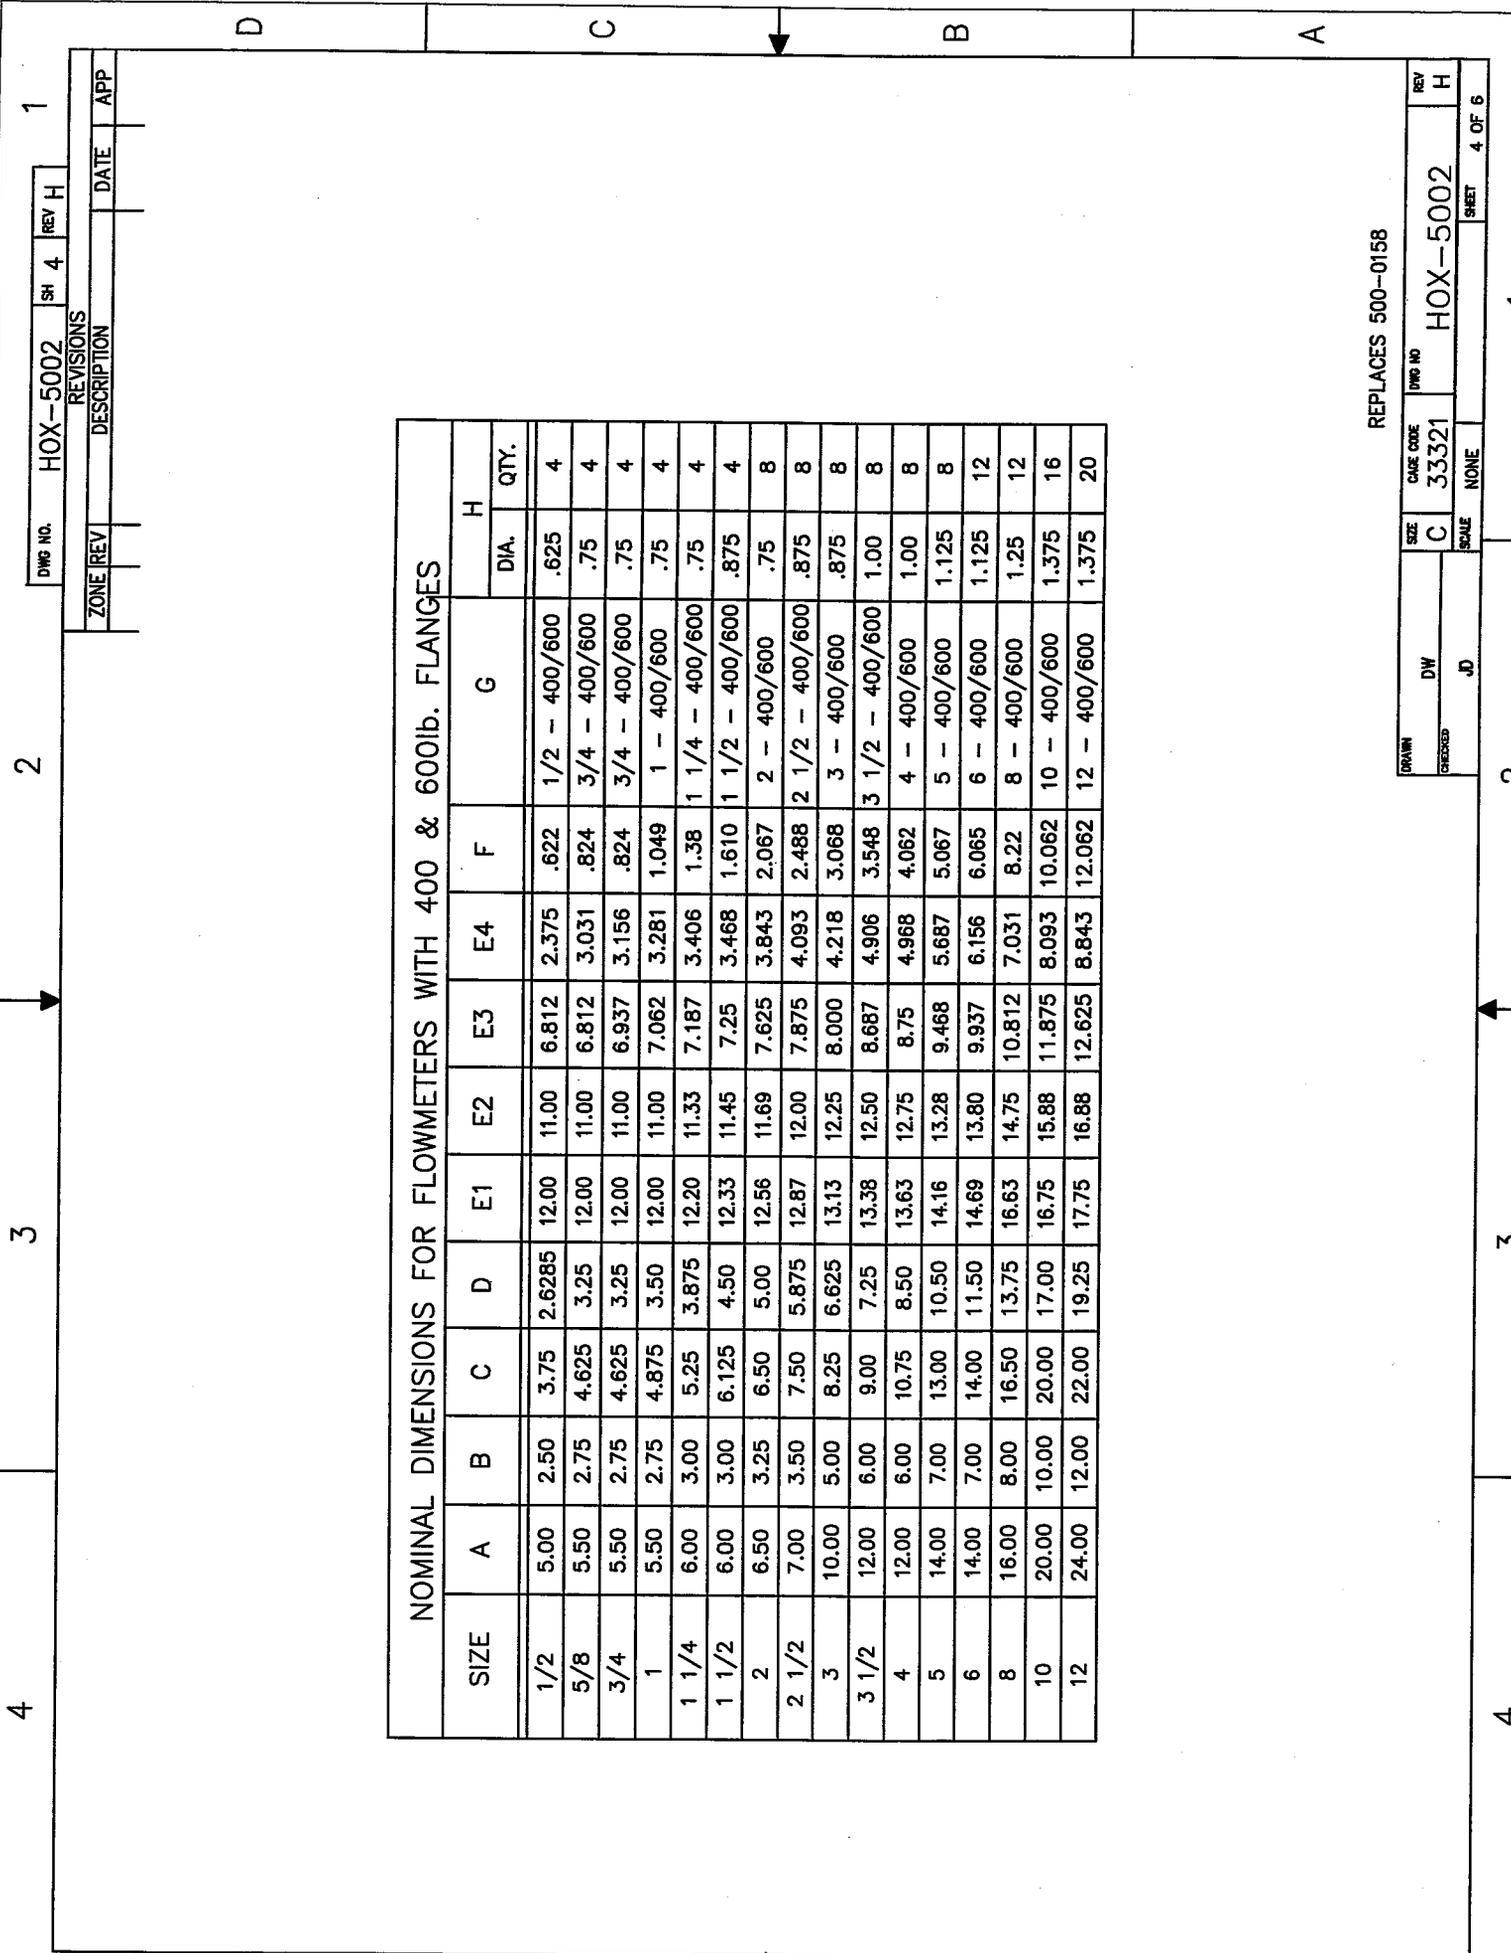 4 3 2 1
DWG NO. HOX-5002 SH 4 REV H
REVISIONS
ZONE REV DESCRIPTION DATE APP
D
C
B
A
NOMINAL DIMENSIONS FOR FLOWMETERS WITH 400 & 600lb. FLANGES
SIZE A B C D E1 E2 E3 E4 F G H
DIA. QTY.
1/2 5.00 2.50 3.75 2.6285 12.00 11.00 6.812 2.375 .622 1/2 - 400/600 .625 4
5/8 5.50 2.75 4.625 3.25 12.00 11.00 6.812 3.031 .824 3/4 - 400/600 .75 4
3/4 5.50 2.75 4.625 3.25 12.00 11.00 6.937 3.156 .824 3/4 - 400/600 .75 4
1 5.50 2.75 4.875 3.50 12.00 11.00 7.062 3.281 1.049 1 - 400/600 .75 4
1 1/4 6.00 3.00 5.25 3.875 12.20 11.33 7.187 3.406 1.38 1 1/4 - 400/600 .75 4
1 1/2 6.00 3.00 6.125 4.50 12.33 11.45 7.25 3.468 1.610 1 1/2 - 400/600 .875 4
2 6.50 3.25 6.50 5.00 12.56 11.69 7.625 3.843 2.067 2 - 400/600 .75 8
2 1/2 7.00 3.50 7.50 5.875 12.87 12.00 7.875 4.093 2.488 2 1/2 - 400/600 .875 8
3 10.00 5.00 8.25 6.625 13.13 12.25 8.000 4.218 3.068 3 - 400/600 .875 8
3 1/2 12.00 6.00 9.00 7.25 13.38 12.50 8.687 4.906 3.548 3 1/2 - 400/600 1.00 8
4 12.00 6.00 10.75 8.50 13.63 12.75 8.75 4.968 4.062 4 - 400/600 1.00 8
5 14.00 7.00 13.00 10.50 14.16 13.28 9.468 5.687 5.067 5 - 400/600 1.125 8
6 14.00 7.00 14.00 11.50 14.69 13.80 9.937 6.156 6.065 6 - 400/600 1.125 12
8 16.00 8.00 16.50 13.75 16.63 14.75 10.812 7.031 8.22 8 - 400/600 1.25 12
10 20.00 10.00 20.00 17.00 16.75 15.88 11.875 8.093 10.062 10 - 400/600 1.375 16
12 24.00 12.00 22.00 19.25 17.75 16.88 12.625 8.843 12.062 12 - 400/600 1.375 20
REPLACES 500-0158
DRAWN DW
CHECKED JD
SIZE C
CAGE CODE 33321
DWG NO HOX-5002
REV H
SCALE NONE
SHEET 4 OF 6
4 3